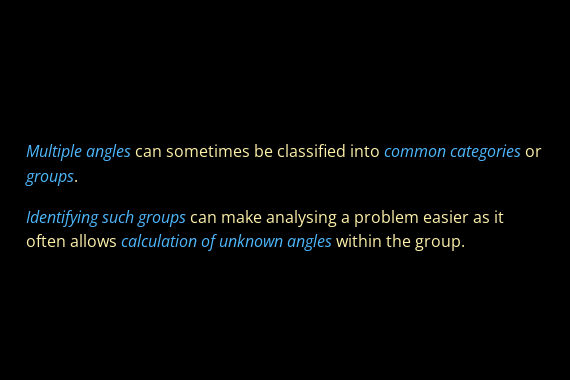 Multiple angles can sometimes be classified into common categories or
groups.
Identifying such groups can make analysing a problem easier as it
often allows calculation of unknown angles within the group.